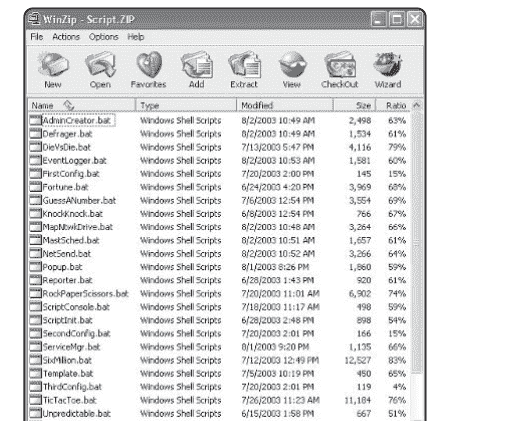 WinZip - Script.ZIP
File Actions Options Help
New Open Favorites Add Extract View CheckOut Wizard
Name Type Modified Size Ratio
AdminCreator.bat Windows Shell Scripts 8/2/2003 10:49 AM 2,498 63%
Defrager.bat Windows Shell Scripts 8/2/2003 10:49 AM 1,534 61%
DieVsDie.bat Windows Shell Scripts 7/13/2003 5:47 PM 4,116 79%
EventLogger.bat Windows Shell Scripts 8/2/2003 10:53 AM 1,581 60%
FirstConfig.bat Windows Shell Scripts 7/20/2003 2:00 PM 145 15%
Fortune.bat Windows Shell Scripts 6/24/2003 4:20 PM 3,969 68%
GuessANumber.bat Windows Shell Scripts 7/6/2003 12:54 PM 3,554 69%
KnockKnock.bat Windows Shell Scripts 6/8/2003 12:54 PM 766 67%
MapNtwkDrive.bat Windows Shell Scripts 8/2/2003 10:48 AM 3,264 66%
MastSched.bat Windows Shell Scripts 8/2/2003 10:51 AM 1,657 61%
NetSend.bat Windows Shell Scripts 8/2/2003 10:52 AM 3,266 64%
Popup.bat Windows Shell Scripts 8/1/2003 8:26 PM 1,860 59%
Reporter.bat Windows Shell Scripts 6/28/2003 1:43 PM 920 61%
RockPaperScissors.bat Windows Shell Scripts 7/20/2003 11:01 AM 6,902 74%
ScriptConsole.bat Windows Shell Scripts 7/18/2003 11:17 AM 498 59%
ScriptInit.bat Windows Shell Scripts 6/28/2003 2:48 PM 898 54%
SecondConfig.bat Windows Shell Scripts 7/20/2003 2:01 PM 166 15%
ServiceMgr.bat Windows Shell Scripts 8/1/2003 9:20 PM 1,135 66%
SixMillion.bat Windows Shell Scripts 7/12/2003 12:49 PM 12,527 83%
Template.bat Windows Shell Scripts 7/5/2003 10:19 PM 450 65%
ThirdConfig.bat Windows Shell Scripts 7/20/2003 2:01 PM 119 4%
TicTacToe.bat Windows Shell Scripts 7/26/2003 11:23 AM 11,184 76%
Unpredictable.bat Windows Shell Scripts 6/15/2003 1:58 PM 667 51%